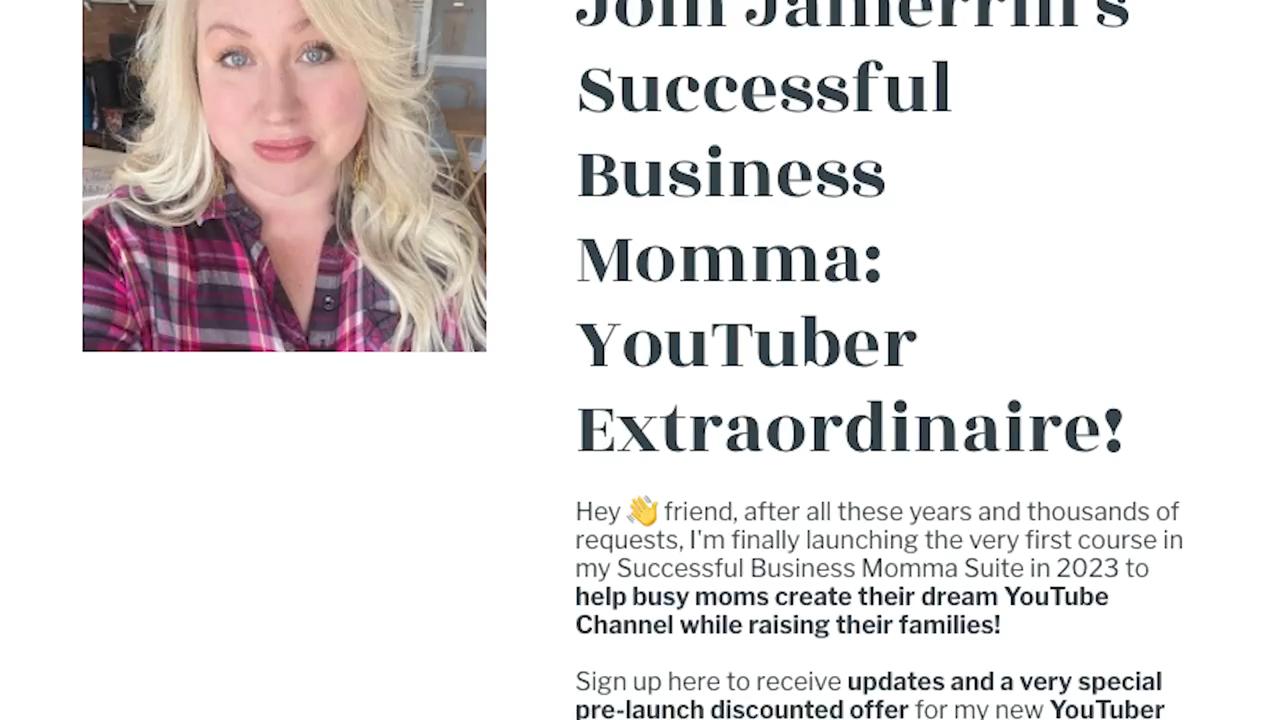 Join Jamerrill's
Successful
Business
Momma:
YouTuber
Extraordinaire!
Hey 👋 friend, after all these years and thousands of
requests, I'm finally launching the very first course in
my Successful Business Momma Suite in 2023 to
help busy moms create their dream YouTube
Channel while raising their families!
Sign up here to receive updates and a very special
pre-launch discounted offer for my new YouTuber